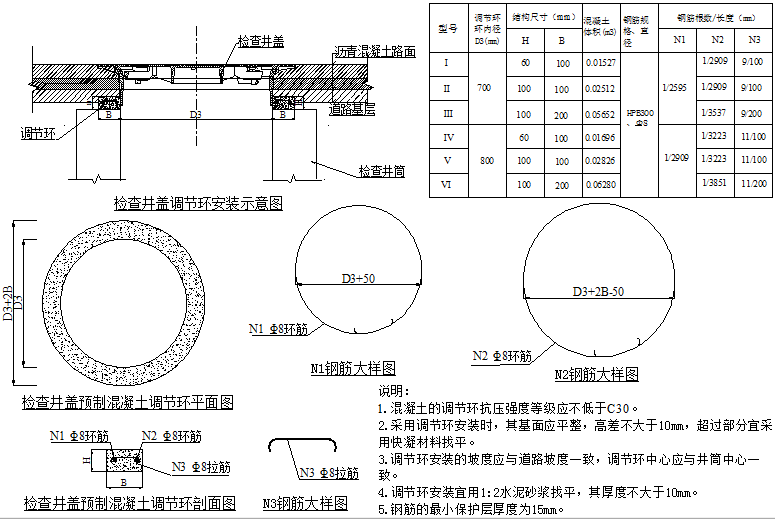 检查井盖
沥青混凝土路面
H
H
B
D3
B
道路基层
调节环
检查井筒
检查井盖调节环安装示意图
型号 调节环环内径D3(mm) 结构尺寸(mm) 混凝土体积(m3) 钢筋规格、直径 钢筋根数/长度(mm)
H B N1 N2 N3
I 700 60 100 0.01527 HPB300、Φ8 1/2595 1/2909 9/100
II 100 100 0.02512 1/2909 9/100
III 100 200 0.05652 1/3537 9/200
IV 800 60 100 0.01696 1/2909 1/3223 11/100
V 100 100 0.02826 1/3223 11/100
VI 100 200 0.06280 1/3851 11/200
D3+2B
D3
检查井盖预制混凝土调节环平面图
D3+50
N1 Φ8环筋
N1钢筋大样图
D3+2B-50
N2 Φ8环筋
N2钢筋大样图
N1 Φ8环筋 N2 Φ8环筋
H
N3 Φ8拉筋
B
检查井盖预制混凝土调节环剖面图
N3 Φ8拉筋
N3钢筋大样图
说明:
1.混凝土的调节环抗压强度等级应不低于C30。
2.采用调节环安装时,其基面应平整,高差不大于10mm,超过部分宜采
用快凝材料找平。
3.调节环安装的坡度应与道路坡度一致,调节环中心应与井筒中心一
致。
4.调节环安装宜用1:2水泥砂浆找平,其厚度不大于10mm。
5.钢筋的最小保护层厚度为15mm。